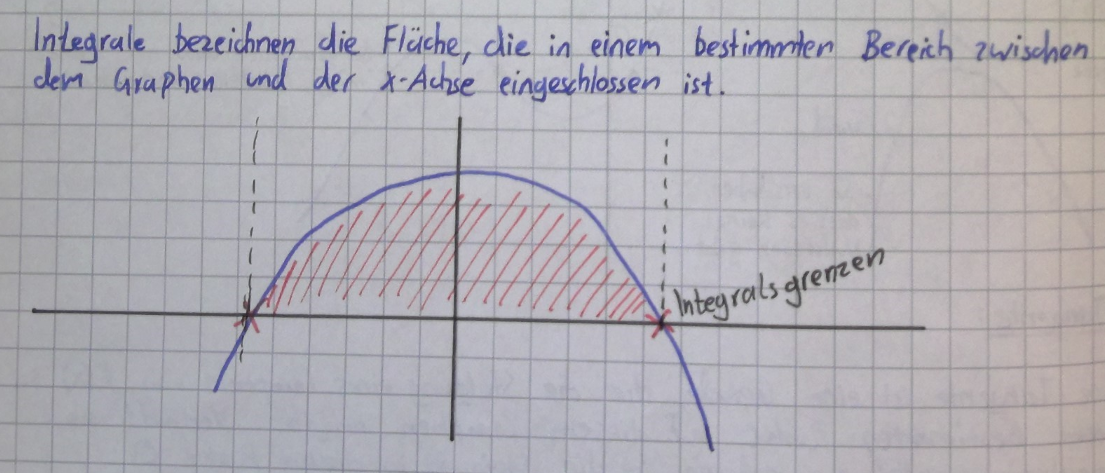 Integrale bezeichnen die Fläche, die in einem bestimmten Bereich zwischen
dem Graphen und der x-Achse eingeschlossen ist.
Integralsgrenzen